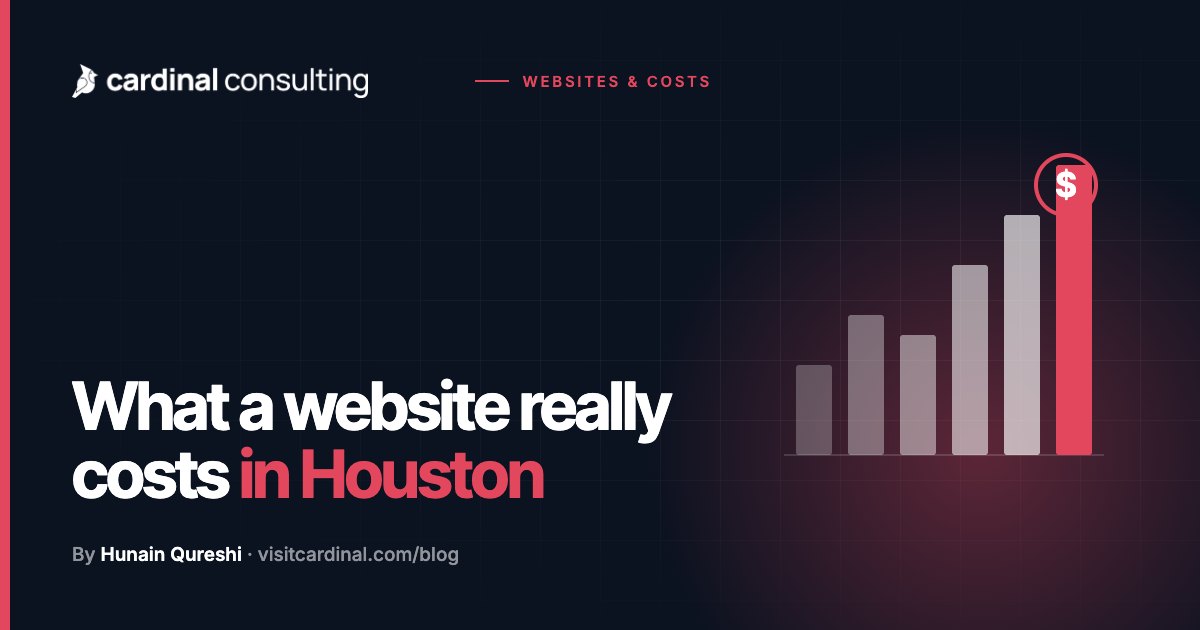 cardinal consulting
WEBSITES & COSTS
$
What a website really
costs in Houston
By Hunain Qureshi · visitcardinal.com/blog